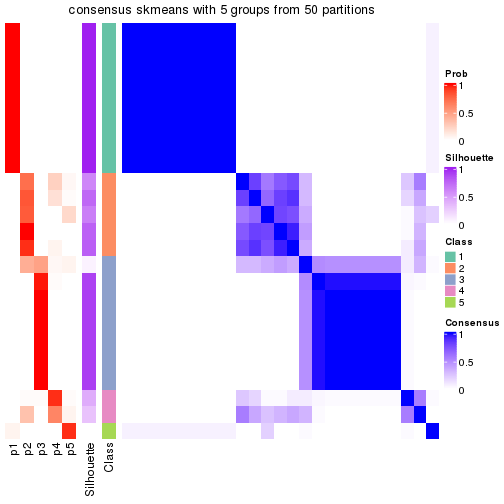 consensus skmeans with 5 groups from 50 partitions
Prob
1
0.5
0
Silhouette
1
0.5
0
Class
1
2
3
4
5
Consensus
1
0.5
0
p1
p2
p3
p4
p5
Silhouette
Class